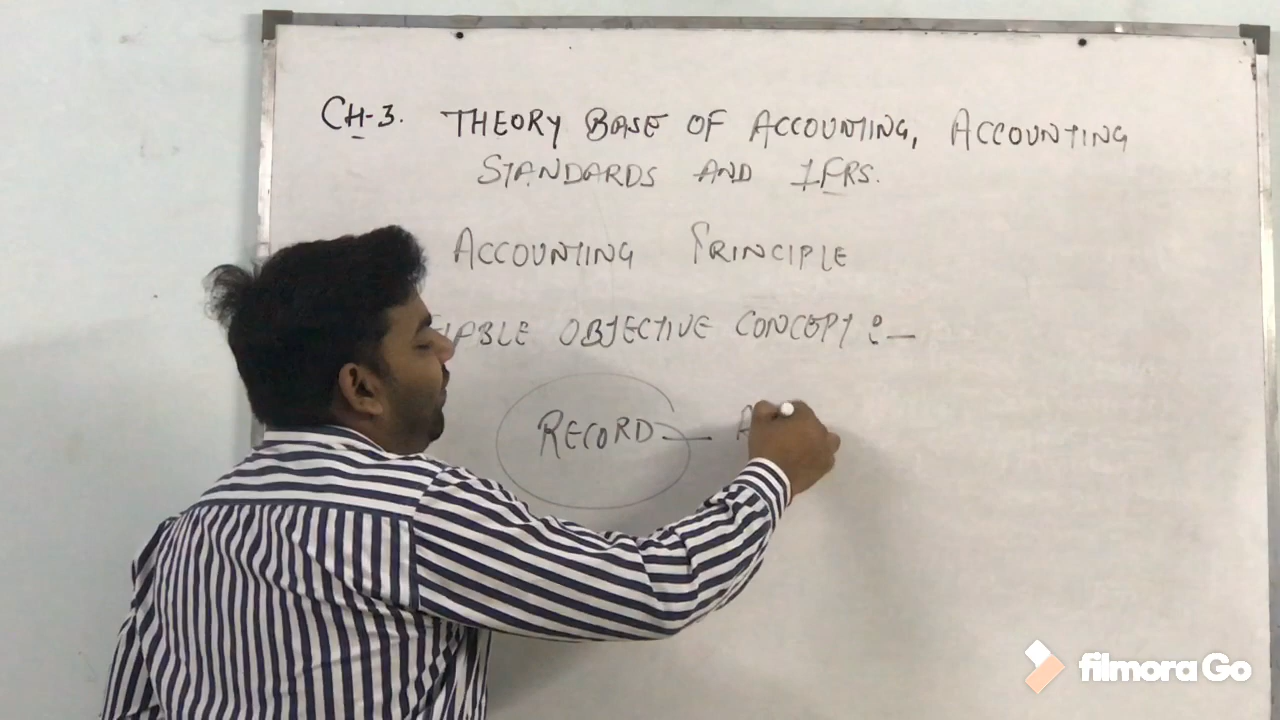 CH-3. THEORY BASE OF ACCOUNTING, ACCOUNTING
STANDARDS AND IFRS.
ACCOUNTING PRINCIPLE
OBJECTIVE CONCEPT :-
RECORD — A
filmora Go